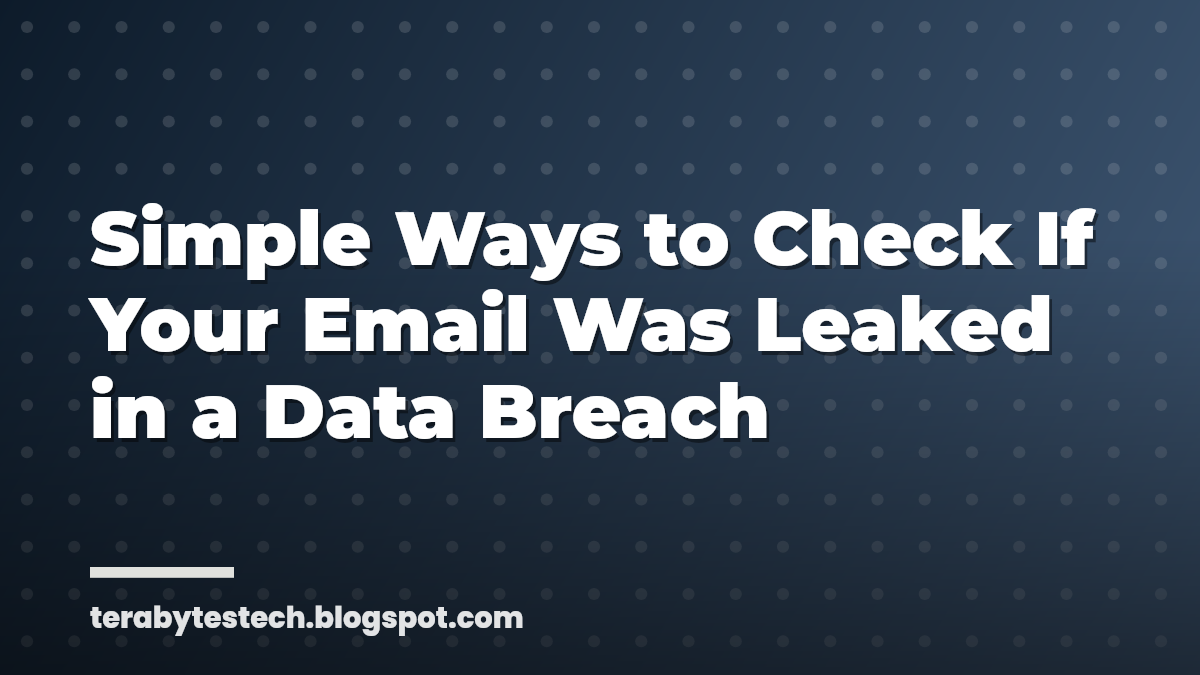 Simple Ways to Check If
Your Email Was Leaked
in a Data Breach
terabytestech.blogspot.com